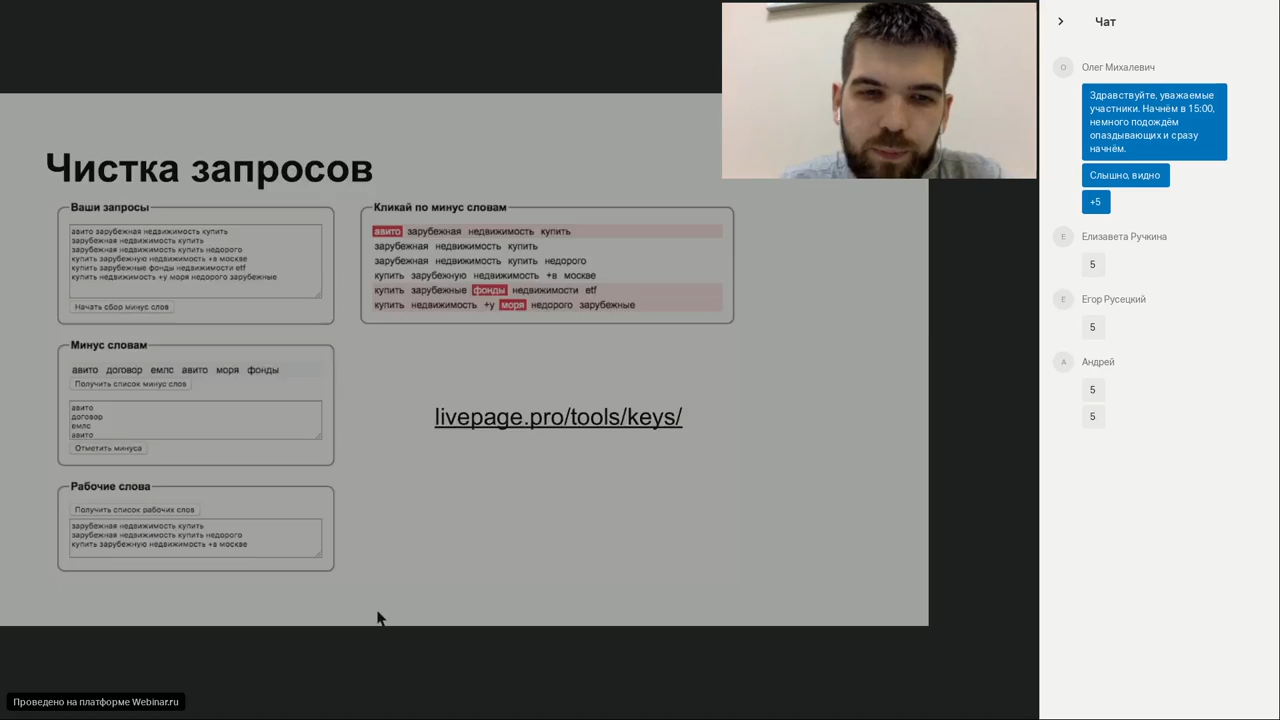 Чистка запросов
Ваши запросы
авито зарубежная недвижимость купить
зарубежная недвижимость купить
зарубежная недвижимость купить недорого
купить зарубежную недвижимость +в москве
купить зарубежные фонды недвижимости etf
купить недвижимость +у моря недорого зарубежные
Начать сбор минус слов
Минус словам
авито договор емлс авито моря фонды
Получить список минус слов
авито
договор
емлс
авито
Отметить минуса
Рабочие слова
Получить список рабочих слов
зарубежная недвижимость купить
зарубежная недвижимость купить недорого
купить зарубежную недвижимость +в москве
Кликай по минус словам
авито зарубежная недвижимость купить
зарубежная недвижимость купить
зарубежная недвижимость купить недорого
купить зарубежную недвижимость +в москве
купить зарубежные фонды недвижимости etf
купить недвижимость +у моря недорого зарубежные
livepage.pro/tools/keys/
Проведено на платформе Webinar.ru
Чат
О
Олег Михалевич
Здравствуйте, уважаемые
участники. Начнём в 15:00,
немного подождём
опаздывающих и сразу
начнём.
Слышно, видно
+5
Е
Елизавета Ручкина
5
Е
Егор Русецкий
5
А
Андрей
5
5